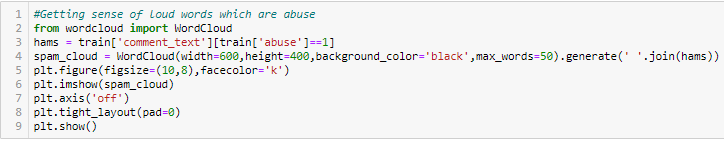 1 #Getting sense of loud words which are abuse
2 from wordcloud import WordCloud
3 hams = train['comment_text'][train['abuse']==1]
4 spam_cloud = WordCloud(width=600,height=400,background_color='black',max_words=50).generate(' '.join(hams))
5 plt.figure(figsize=(10,8),facecolor='k')
6 plt.imshow(spam_cloud)
7 plt.axis('off')
8 plt.tight_layout(pad=0)
9 plt.show()